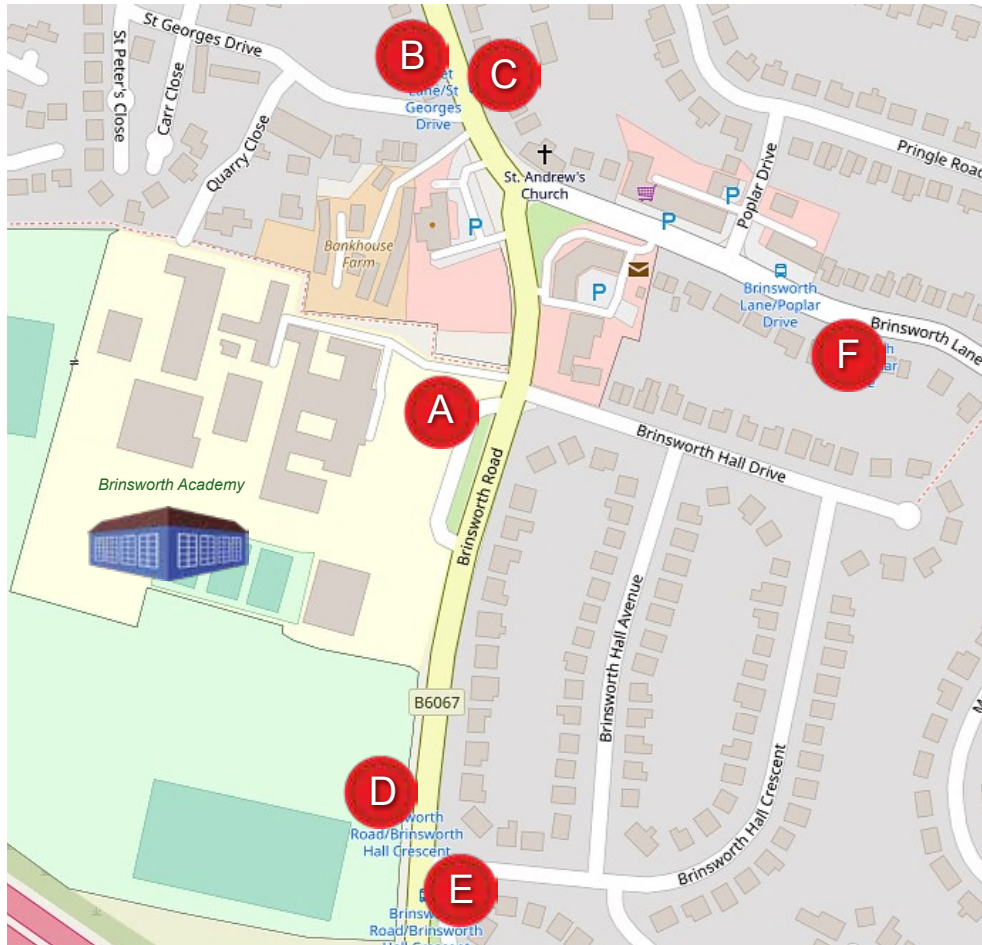 B
C
St Georges Drive
St Peter's Close
Carr Close
Lane/St
Georges
Drive
Quarry Close
St. Andrew's
Church
Pringle Road
Poplar Drive
P
P
P
P
Bankhouse
Farm
Brinsworth
Lane/Poplar
Drive
Brinsworth Lane
F
A
Brinsworth Hall Drive
Brinsworth Road
Brinsworth Academy
Brinsworth Hall Avenue
B6067
Brinsworth Hall Crescent
D
Road/Brinsworth
Hall Crescent
E
Road/Brinsworth
Hall Crescent